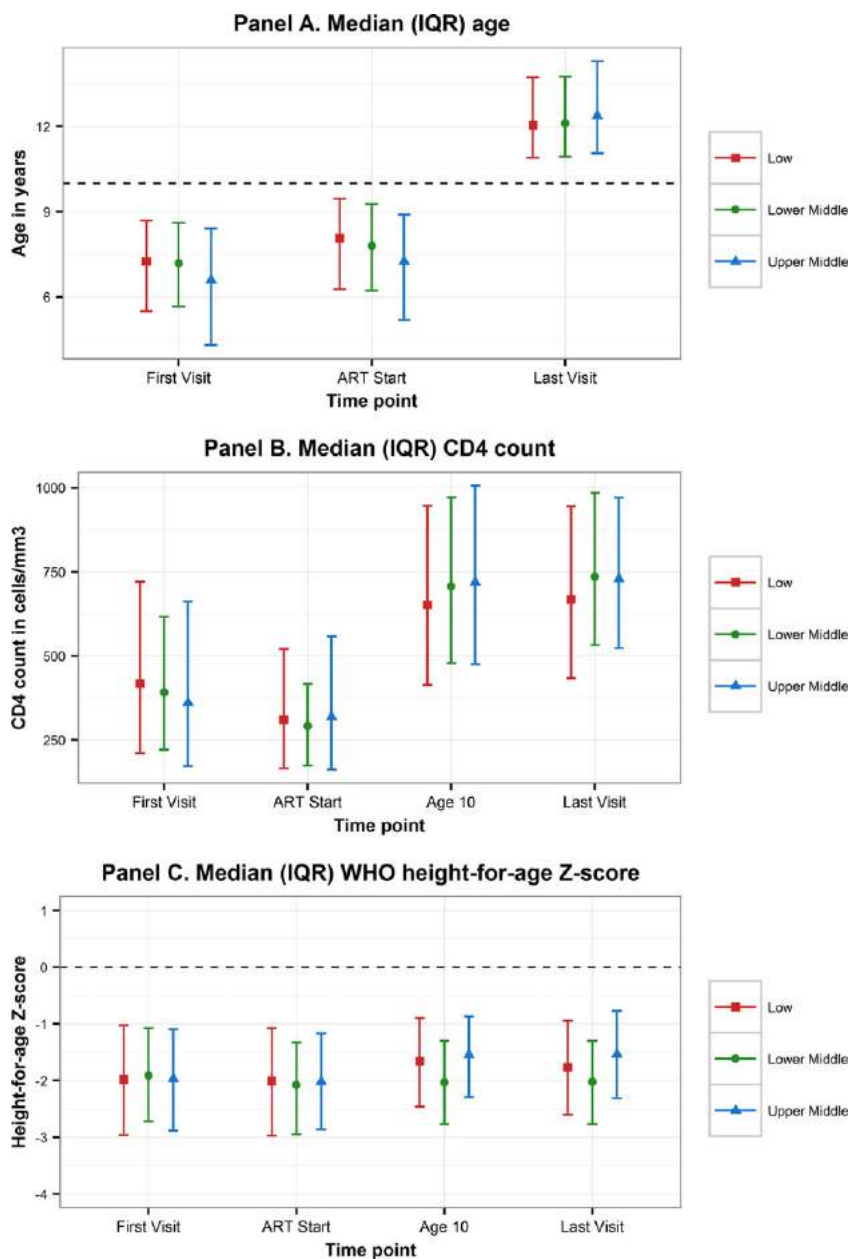 Panel A. Median (IQR) age
Age in years
12
9
6
First Visit
ART Start
Last Visit
Time point
Low
Lower Middle
Upper Middle
Panel B. Median (IQR) CD4 count
CD4 count in cells/mm3
1000
750
500
250
First Visit
ART Start
Age 10
Last Visit
Time point
Low
Lower Middle
Upper Middle
Panel C. Median (IQR) WHO height-for-age Z-score
Height-for-age Z-score
1
0
-1
-2
-3
-4
First Visit
ART Start
Age 10
Last Visit
Low
Lower Middle
Upper Middle